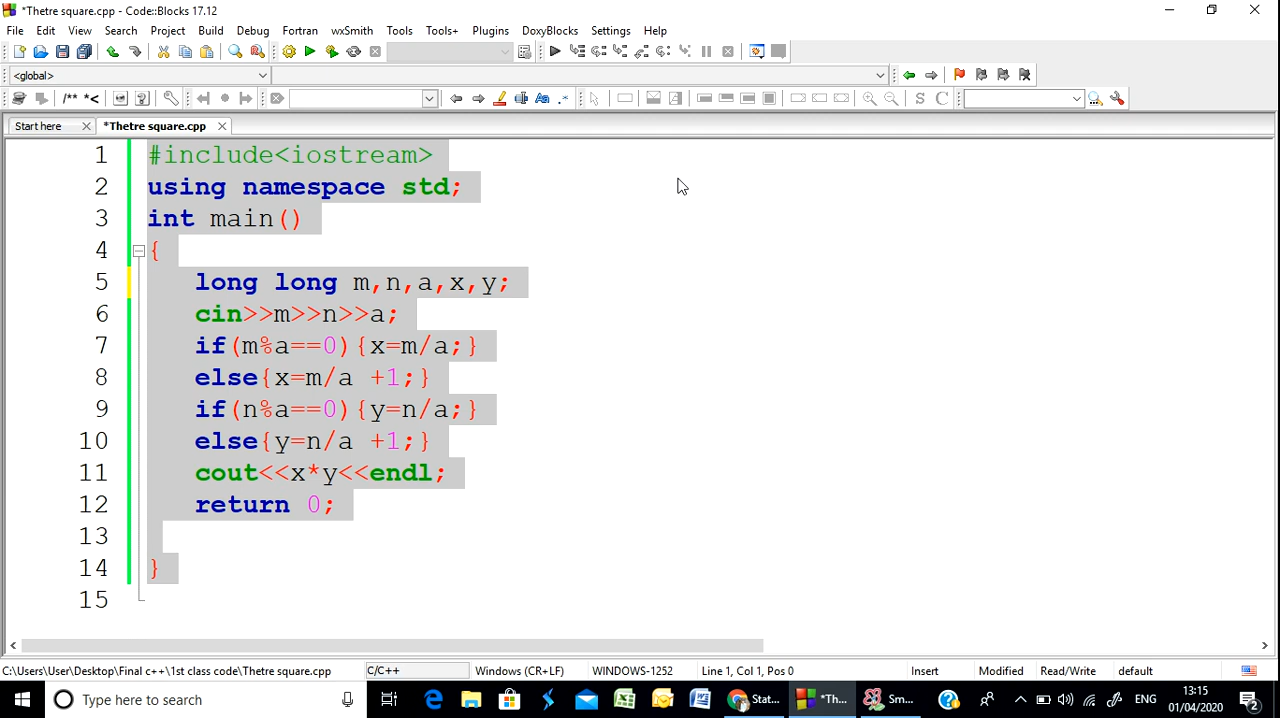 *Thetre square.cpp - Code::Blocks 17.12
File Edit View Search Project Build Debug Fortran wxSmith Tools Tools+ Plugins DoxyBlocks Settings Help
<global>
/** *<
S C
Start here *Thetre square.cpp
1 #include<iostream>
2 using namespace std;
3 int main()
4 {
5 long long m,n,a,x,y;
6 cin>>m>>n>>a;
7 if(m%a==0){x=m/a;}
8 else{x=m/a +1;}
9 if(n%a==0){y=n/a;}
10 else{y=n/a +1;}
11 cout<<x*y<<endl;
12 return 0;
13
14 }
15
C:\Users\User\Desktop\Final c++\1st class code\Thetre square.cpp C/C++ Windows (CR+LF) WINDOWS-1252 Line 1, Col 1, Pos 0 Insert Modified Read/Write default
Type here to search Stat... *Th... Sm... ENG 13:15
01/04/2020 2